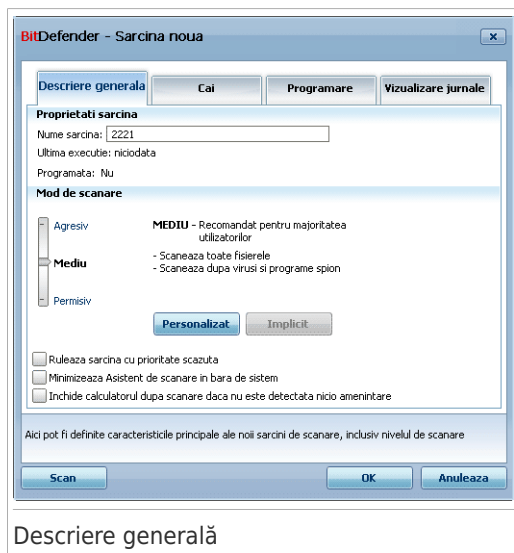 BitDefender - Sarcina noua
Descriere generala
Cai
Programare
Vizualizare jurnale
Proprietati sarcina
Nume sarcina: 2221
Ultima executie: niciodata
Programata: Nu
Mod de scanare
Agresiv
Mediu
Permisiv
MEDIU - Recomandat pentru majoritatea
utilizatorilor
- Scaneaza toate fisierele
- Scaneaza dupa virusi si programe spion
Personalizat
Implicit
Ruleaza sarcina cu prioritate scazuta
Minimizeaza Asistent de scanare in bara de sistem
Inchide calculatorul dupa scanare daca nu este detectata nicio amenintare
Aici pot fi definite caracteristicile principale ale noii sarcini de scanare, inclusiv nivelul de scanare
Scan
OK
Anuleaza
Descriere generală